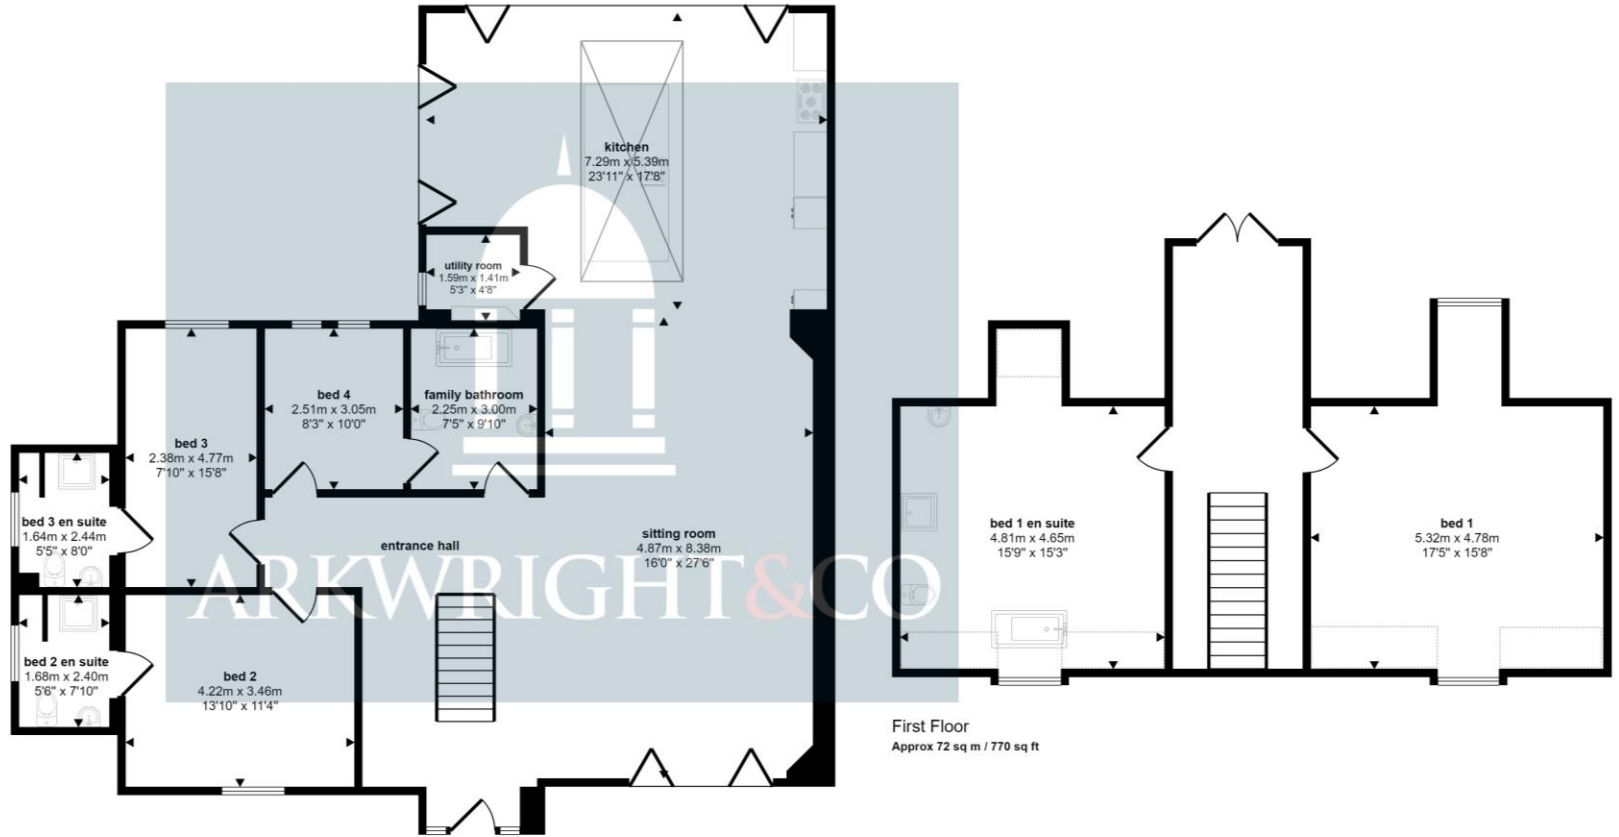 kitchen
7.29m x 5.39m
23'11" x 17'8"
utility room
1.59m x 1.41m
5'3" x 4'8"
bed 4
2.51m x 3.05m
8'3" x 10'0"
family bathroom
2.25m x 3.00m
7'5" x 9'10"
bed 3
2.38m x 4.77m
7'10" x 15'8"
bed 3 en suite
1.64m x 2.44m
5'5" x 8'0"
entrance hall
sitting room
4.87m x 8.38m
16'0" x 27'6"
ARKWRIGHT&CO
bed 2 en suite
1.68m x 2.40m
5'6" x 7'10"
bed 2
4.22m x 3.46m
13'10" x 11'4"
bed 1 en suite
4.81m x 4.65m
15'9" x 15'3"
bed 1
5.32m x 4.78m
17'5" x 15'8"
First Floor
Approx 72 sq m / 770 sq ft